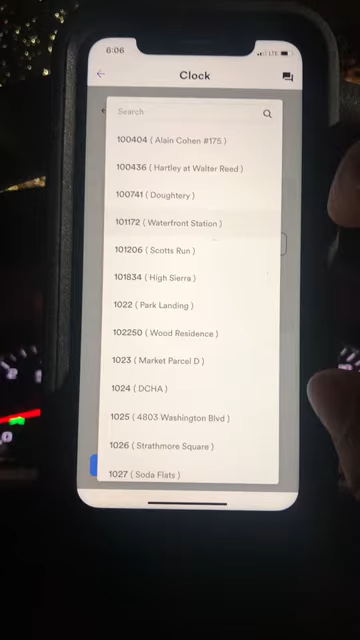 6:06
LTE
Clock
Search
100404 ( Alain Cohen #175 )
100436 ( Hartley at Walter Reed )
100741 ( Doughtery )
101172 ( Waterfront Station )
101206 ( Scotts Run )
101834 ( High Sierra )
1022 ( Park Landing )
102250 ( Wood Residence )
1023 ( Market Parcel D )
1024 ( DCHA )
1025 ( 4803 Washington Blvd )
1026 ( Strathmore Square )
1027 ( Soda Flats )